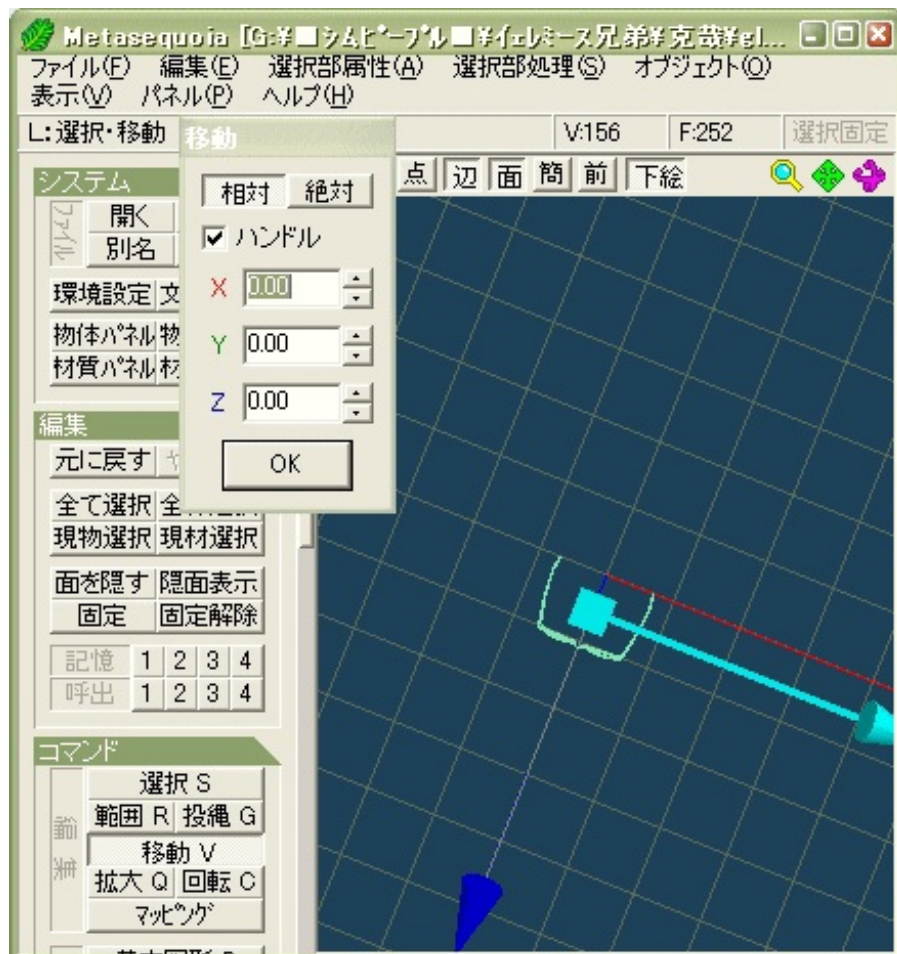 Metasequoia [G:¥■シムピープル■¥イェレミース兄弟¥克哉¥gl...
ファイル(F) 編集(E) 選択部属性(A) 選択部処理(S) オブジェクト(O)
表示(V) パネル(P) ヘルプ(H)
L:選択・移動 V:156 F:252 選択固定
移動
点 辺 面 簡 前 下絵
相対 絶対
ハンドル
X 0.00
Y 0.00
Z 0.00
OK
システム
ファイル
開く
別名
環境設定 文
物体パネル 物
材質パネル 材
編集
元に戻す
全て選択 全
現物選択 現材選択
面を隠す 隠面表示
固定 固定解除
記憶 1 2 3 4
呼出 1 2 3 4
コマンド
編集
選択 S
範囲 R 投縄 G
移動 V
拡大 Q 回転 C
マッピング